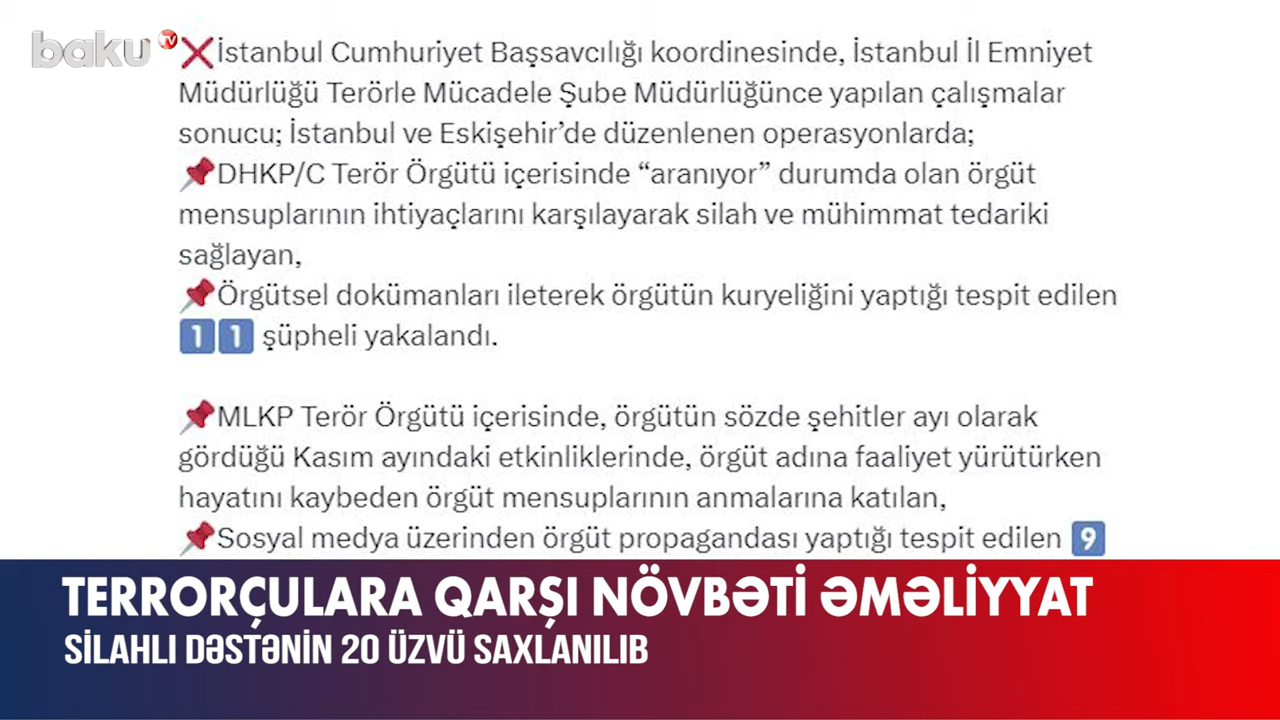 baku TV
❌İstanbul Cumhuriyet Başsavcılığı koordinesinde, İstanbul İl Emniyet
Müdürlüğü Terörle Mücadele Şube Müdürlüğünce yapılan çalışmalar
sonucu; İstanbul ve Eskişehir’de düzenlenen operasyonlarda;
📌DHKP/C Terör Örgütü içerisinde “aranıyor” durumda olan örgüt
mensuplarının ihtiyaçlarını karşılayarak silah ve mühimmat tedariki
sağlayan,
📌Örgütsel dokümanları ileterek örgütün kuryeliğini yaptığı tespit edilen
1️⃣1️⃣ şüpheli yakalandı.
📌MLKP Terör Örgütü içerisinde, örgütün sözde şehitler ayı olarak
gördüğü Kasım ayındaki etkinliklerinde, örgüt adına faaliyet yürütürken
hayatını kaybeden örgüt mensuplarının anmalarına katılan,
📌Sosyal medya üzerinden örgüt propagandası yaptığı tespit edilen 9️⃣
TERRORÇULARA QARŞI NÖVBƏTİ ƏMƏLİYYAT
SİLAHLI DƏSTƏNİN 20 ÜZVÜ SAXLANILIB